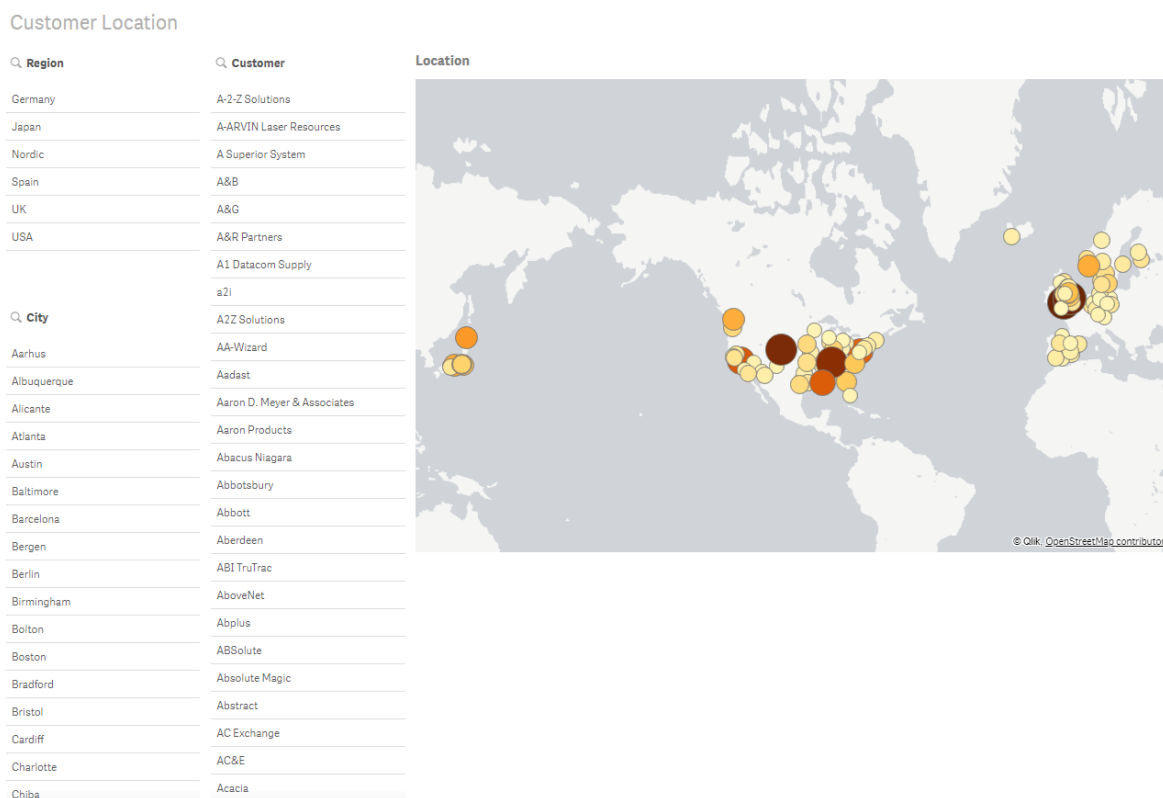 Customer Location
Region
Germany
Japan
Nordic
Spain
UK
USA
City
Aarhus
Albuquerque
Alicante
Atlanta
Austin
Baltimore
Barcelona
Bergen
Berlin
Birmingham
Bolton
Boston
Bradford
Bristol
Cardiff
Charlotte
Chiba
Customer
A-2-Z Solutions
A-ARVIN Laser Resources
A Superior System
A&B
A&G
A&R Partners
A1 Datacom Supply
a2i
A2Z Solutions
AA-Wizard
Aadast
Aaron D. Meyer & Associates
Aaron Products
Abacus Niagara
Abbotsbury
Abbott
Aberdeen
ABI TruTrac
AboveNet
Abplus
ABSolute
Absolute Magic
Abstract
AC Exchange
AC&E
Acacia
Location
© Qlik, OpenStreetMap contributor